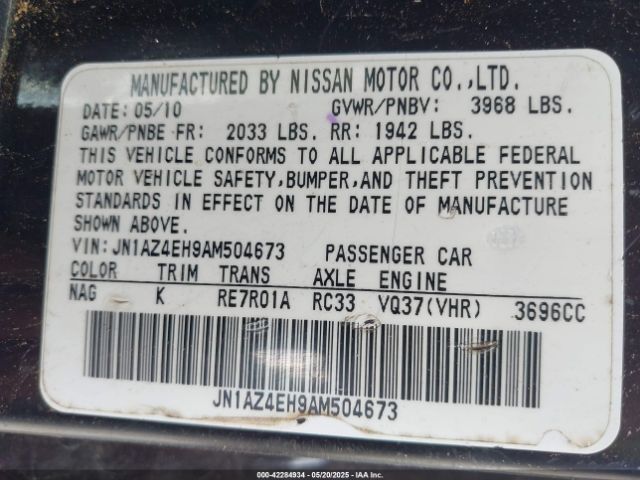 MANUFACTURED BY NISSAN MOTOR CO.,LTD.
DATE: 05/10 GVWR/PNBV: 3968 LBS.
GAWR/PNBE FR: 2033 LBS. RR: 1942 LBS.
THIS VEHICLE CONFORMS TO ALL APPLICABLE FEDERAL
MOTOR VEHICLE SAFETY,BUMPER,AND THEFT PREVENTION
STANDARDS IN EFFECT ON THE DATE OF MANUFACTURE
SHOWN ABOVE.
VIN:JN1AZ4EH9AM504673 PASSENGER CAR
COLOR TRIM TRANS AXLE ENGINE
NAG K RE7R01A RC33 VQ37(VHR) 3696CC
JN1AZ4EH9AM504673
000-42284934 - 05/20/2025 - IAA Inc.